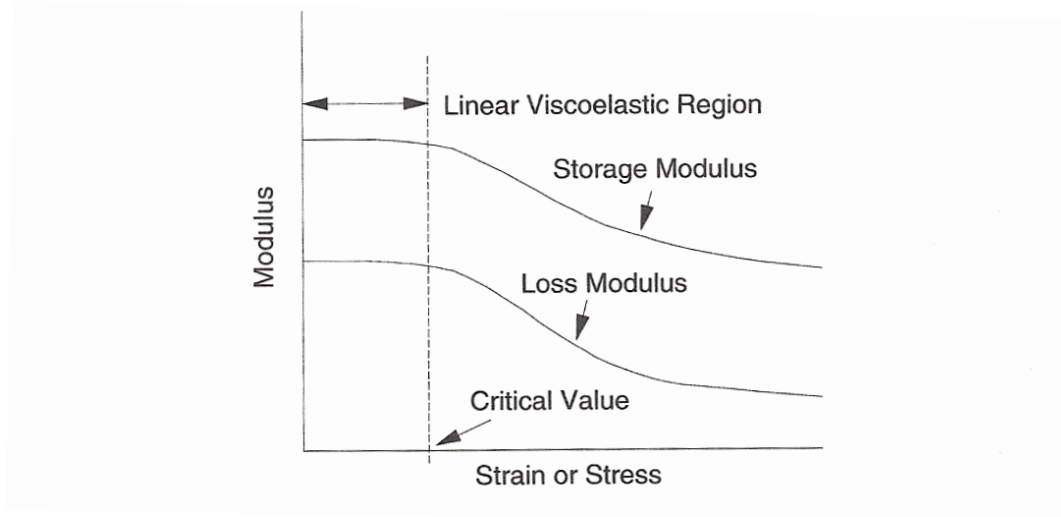 Linear Viscoelastic Region
Storage Modulus
Modulus
Loss Modulus
Critical Value
Strain or Stress